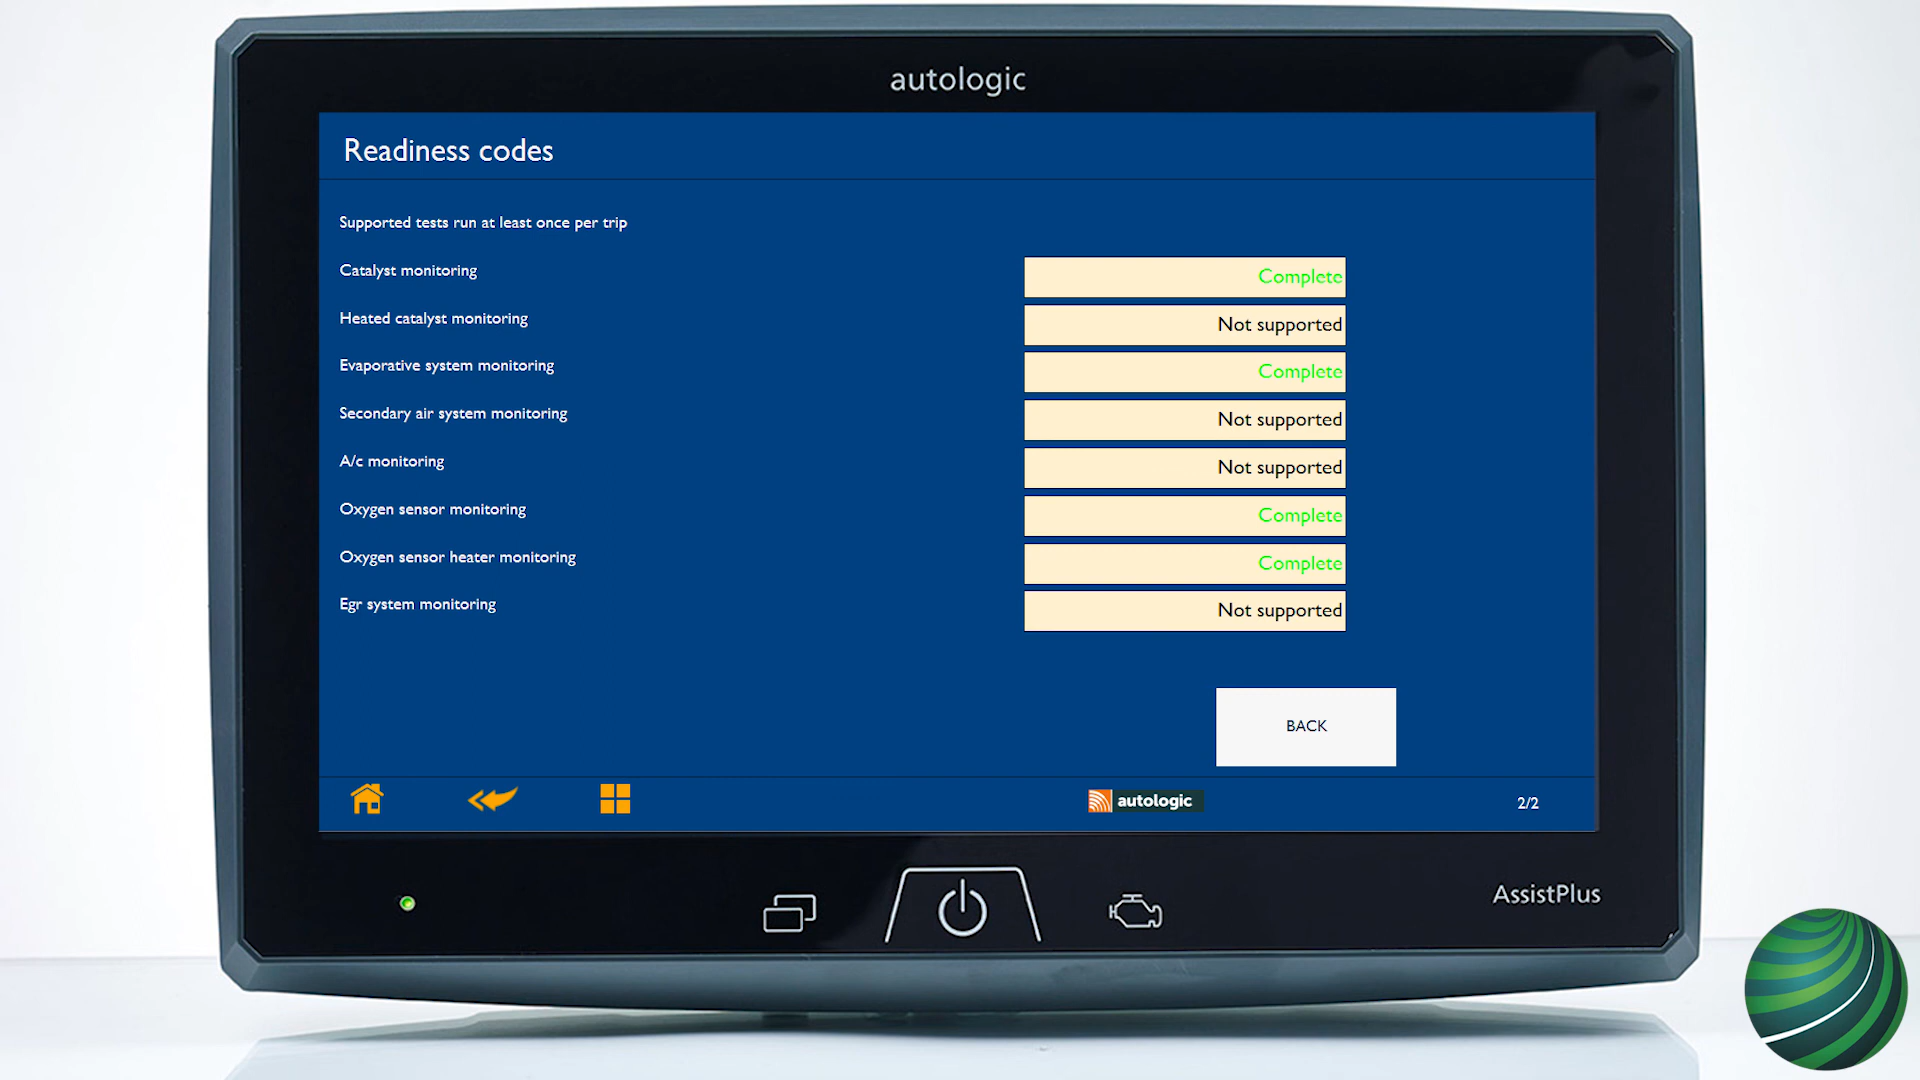 autologic
Readiness codes
Supported tests run at least once per trip
Catalyst monitoring Complete
Heated catalyst monitoring Not supported
Evaporative system monitoring Complete
Secondary air system monitoring Not supported
A/c monitoring Not supported
Oxygen sensor monitoring Complete
Oxygen sensor heater monitoring Complete
Egr system monitoring Not supported
BACK
autologic 2/2
AssistPlus